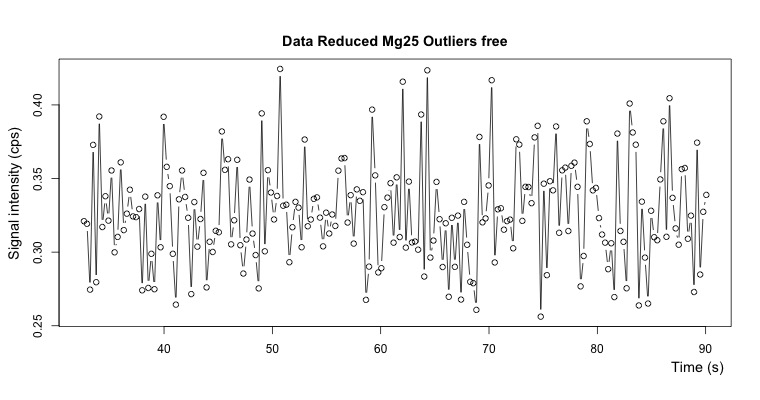 Data Reduced Mg25 Outliers free
Signal intensity (cps)
0.40
0.35
0.30
0.25
40 50 60 70 80 90
Time (s)